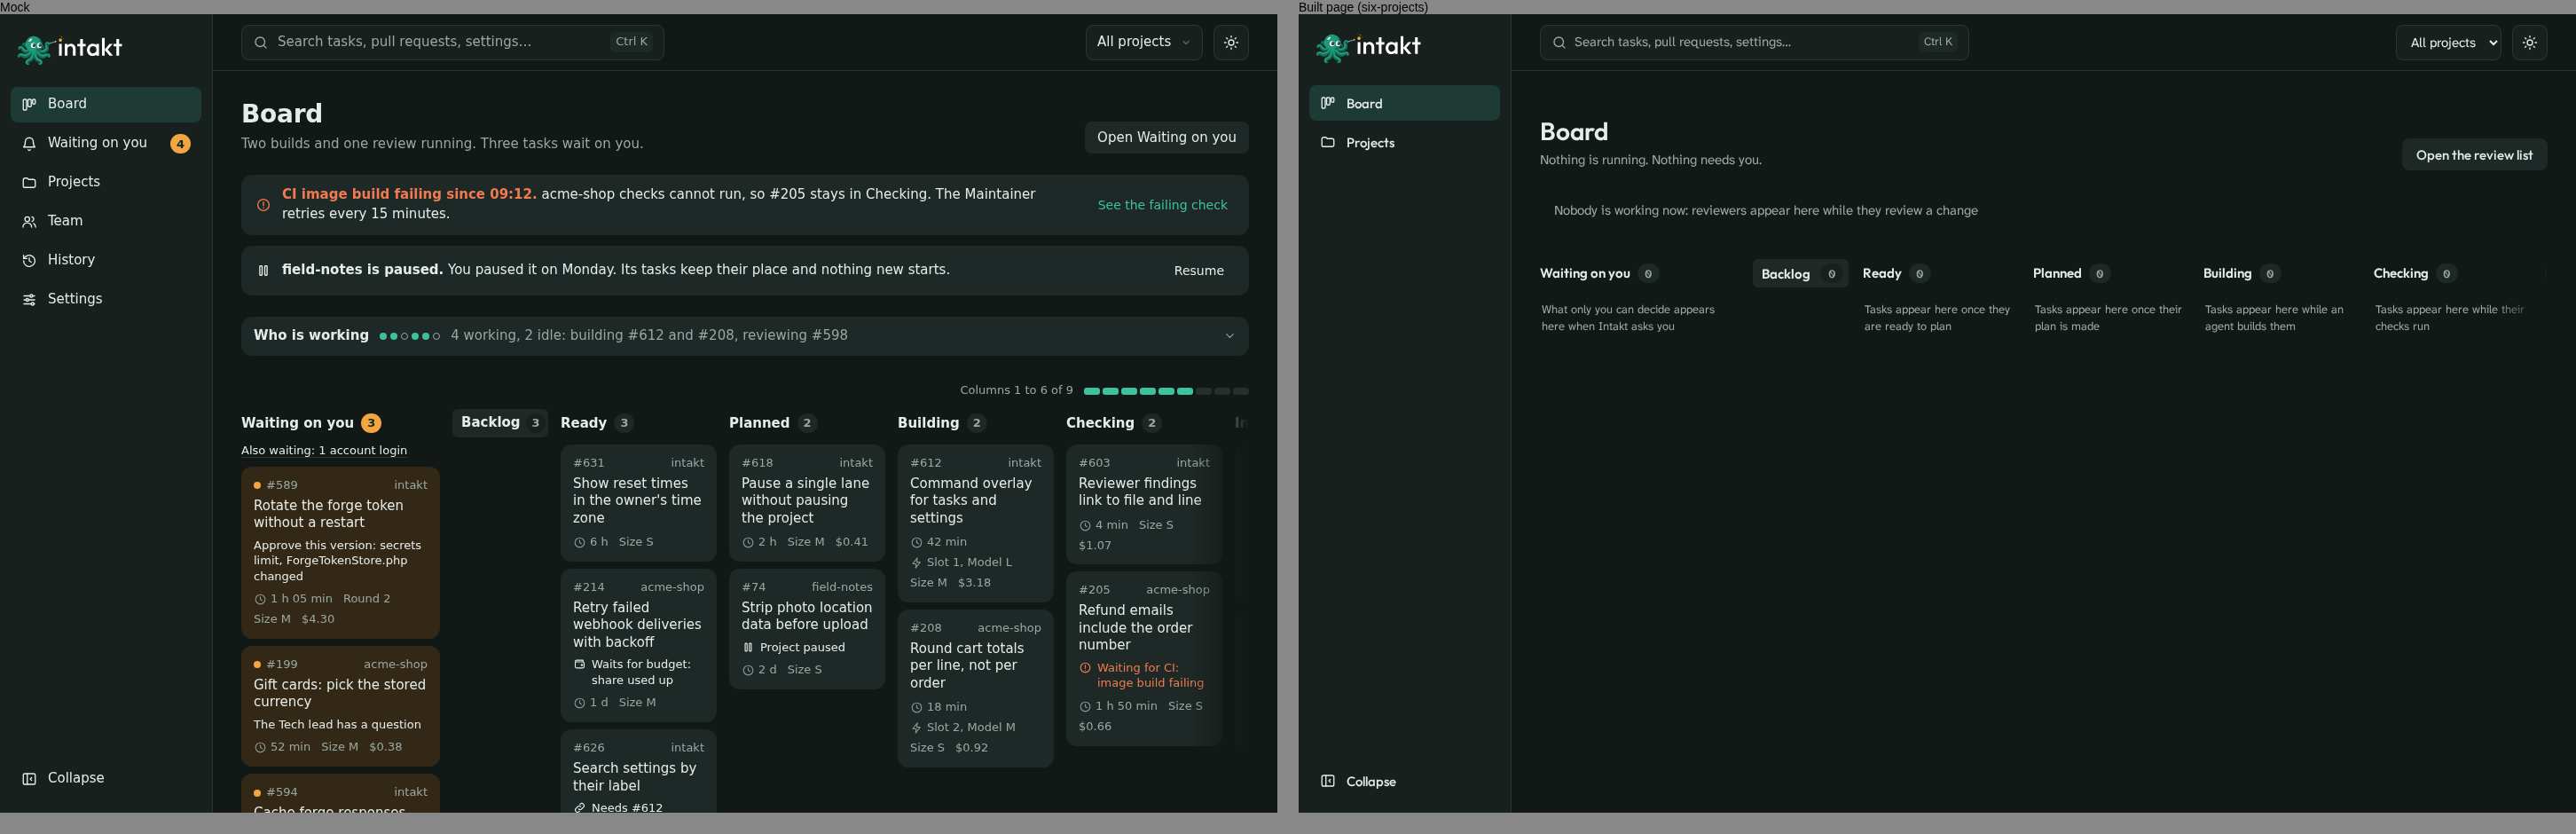 Mock
intakt
Search tasks, pull requests, settings...
Ctrl K
All projects
Board
Waiting on you
4
Projects
Team
History
Settings
Collapse
Board
Two builds and one review running. Three tasks wait on you.
Open Waiting on you
CI image build failing since 09:12. acme-shop checks cannot run, so #205 stays in Checking. The Maintainer
retries every 15 minutes.
See the failing check
field-notes is paused. You paused it on Monday. Its tasks keep their place and nothing new starts.
Resume
Who is working
4 working, 2 idle: building #612 and #208, reviewing #598
Columns 1 to 6 of 9
Waiting on you 3
Also waiting: 1 account login
#589 intakt
Rotate the forge token
without a restart
Approve this version: secrets
limit, ForgeTokenStore.php
changed
1 h 05 min Round 2
Size M $4.30
#199 acme-shop
Gift cards: pick the stored
currency
The Tech lead has a question
52 min Size M $0.38
#594 intakt
Cache forge responses
Backlog 3
Ready 3
#631 intakt
Show reset times
in the owner's time
zone
6 h Size S
#214 acme-shop
Retry failed
webhook deliveries
with backoff
Waits for budget:
share used up
1 d Size M
#626 intakt
Search settings by
their label
Needs #612
Planned 2
#618 intakt
Pause a single lane
without pausing
the project
2 h Size M $0.41
#74 field-notes
Strip photo location
data before upload
Project paused
2 d Size S
Building 2
#612 intakt
Command overlay
for tasks and
settings
42 min
Slot 1, Model L
Size M $3.18
#208 acme-shop
Round cart totals
per line, not per
order
18 min
Slot 2, Model M
Size S $0.92
Checking 2
#603 intakt
Reviewer findings
link to file and line
4 min Size S
$1.07
#205 acme-shop
Refund emails
include the order
number
Waiting for CI:
image build failing
1 h 50 min Size S
$0.66
Built page (six-projects)
intakt
Search tasks, pull requests, settings...
Ctrl K
All projects
Board
Projects
Collapse
Board
Nothing is running. Nothing needs you.
Open the review list
Nobody is working now: reviewers appear here while they review a change
Waiting on you 0
What only you can decide appears
here when Intakt asks you
Backlog 0
Ready 0
Tasks appear here once they
are ready to plan
Planned 0
Tasks appear here once their
plan is made
Building 0
Tasks appear here while an
agent builds them
Checking 0
Tasks appear here while their
checks run